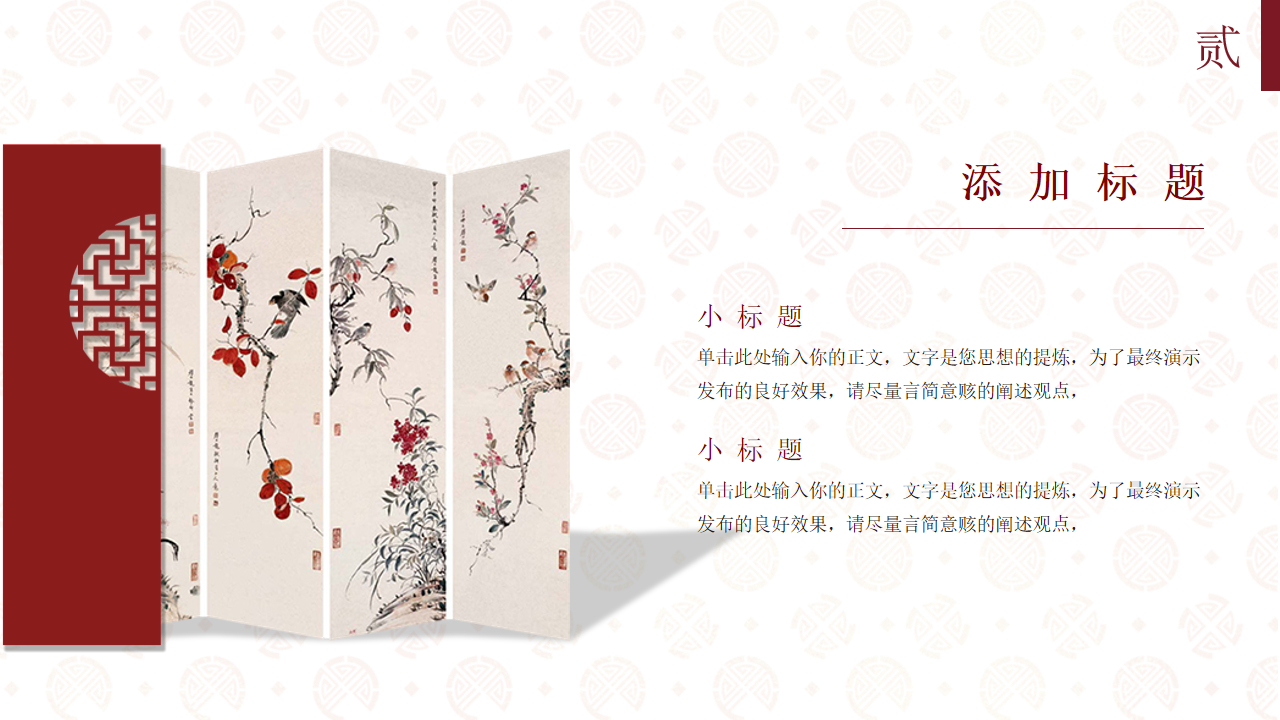 贰
添加标题
小标题
单击此处输入你的正文，文字是您思想的提炼，为了最终演示
发布的良好效果，请尽量言简意赅的阐述观点，
小标题
单击此处输入你的正文，文字是您思想的提炼，为了最终演示
发布的良好效果，请尽量言简意赅的阐述观点，